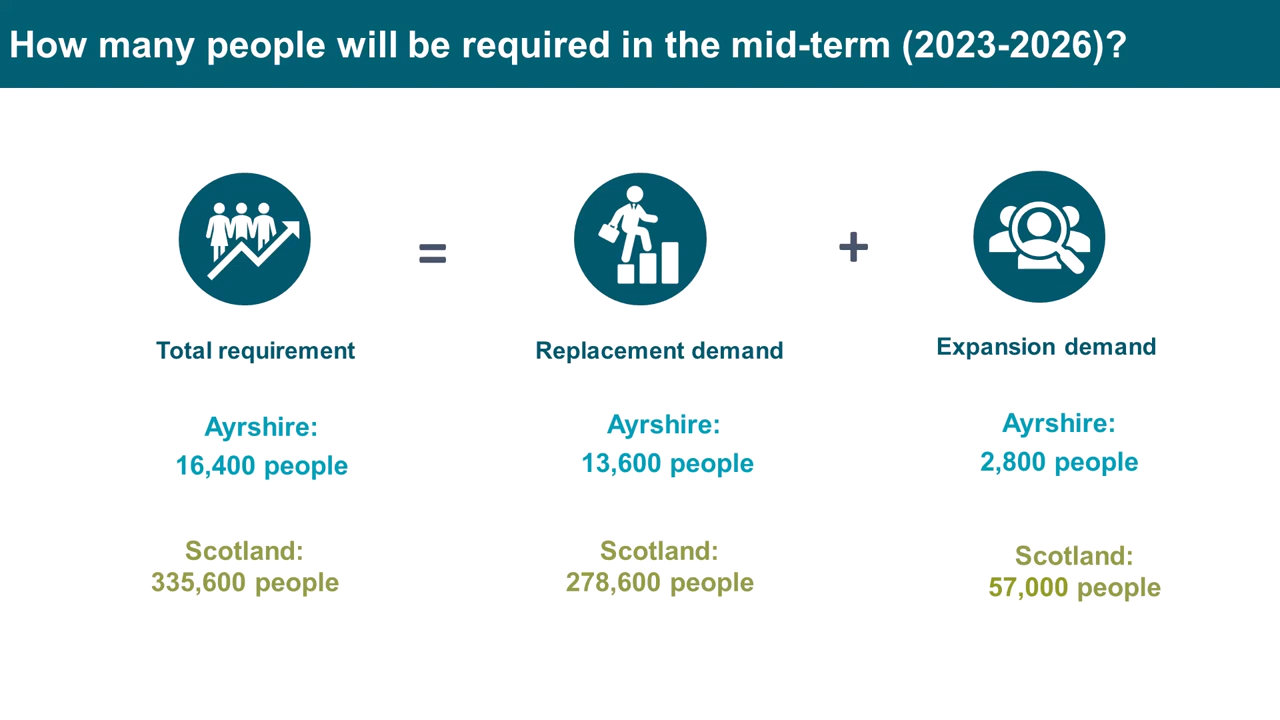 How many people will be required in the mid-term (2023-2026)?
=
+
Total requirement
Replacement demand
Expansion demand
Ayrshire:
16,400 people
Ayrshire:
13,600 people
Ayrshire:
2,800 people
Scotland:
335,600 people
Scotland:
278,600 people
Scotland:
57,000 people